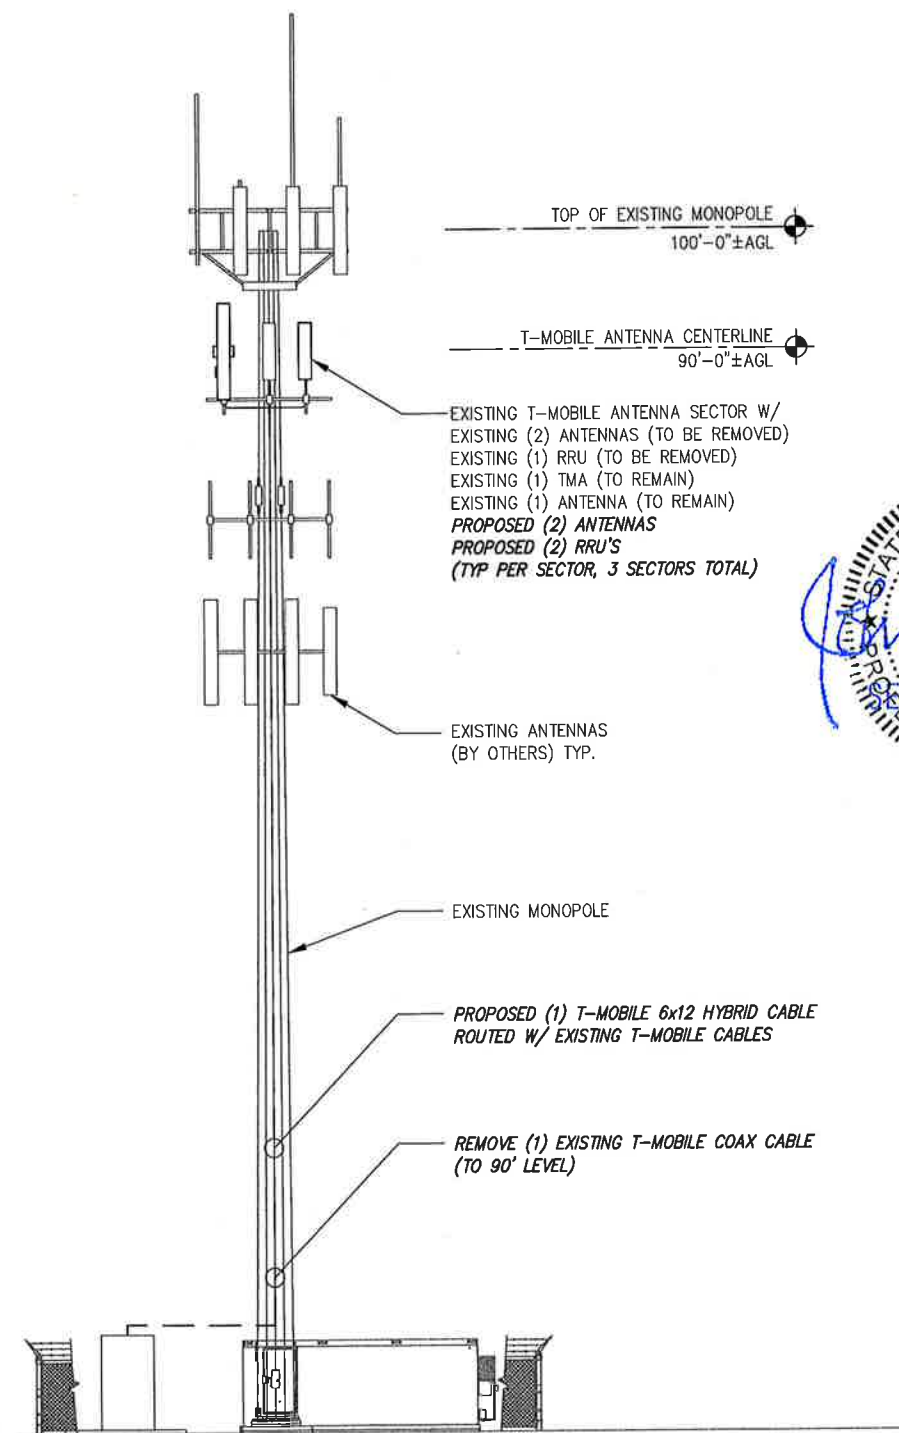 TOP OF EXISTING MONOPOLE
100'-0"±AGL
T-MOBILE ANTENNA CENTERLINE
90'-0"±AGL
EXISTING T-MOBILE ANTENNA SECTOR W/
EXISTING (2) ANTENNAS (TO BE REMOVED)
EXISTING (1) RRU (TO BE REMOVED)
EXISTING (1) TMA (TO REMAIN)
EXISTING (1) ANTENNA (TO REMAIN)
PROPOSED (2) ANTENNAS
PROPOSED (2) RRU'S
(TYP PER SECTOR, 3 SECTORS TOTAL)
EXISTING ANTENNAS
(BY OTHERS) TYP.
EXISTING MONOPOLE
PROPOSED (1) T-MOBILE 6x12 HYBRID CABLE
ROUTED W/ EXISTING T-MOBILE CABLES
REMOVE (1) EXISTING T-MOBILE COAX CABLE
(TO 90' LEVEL)